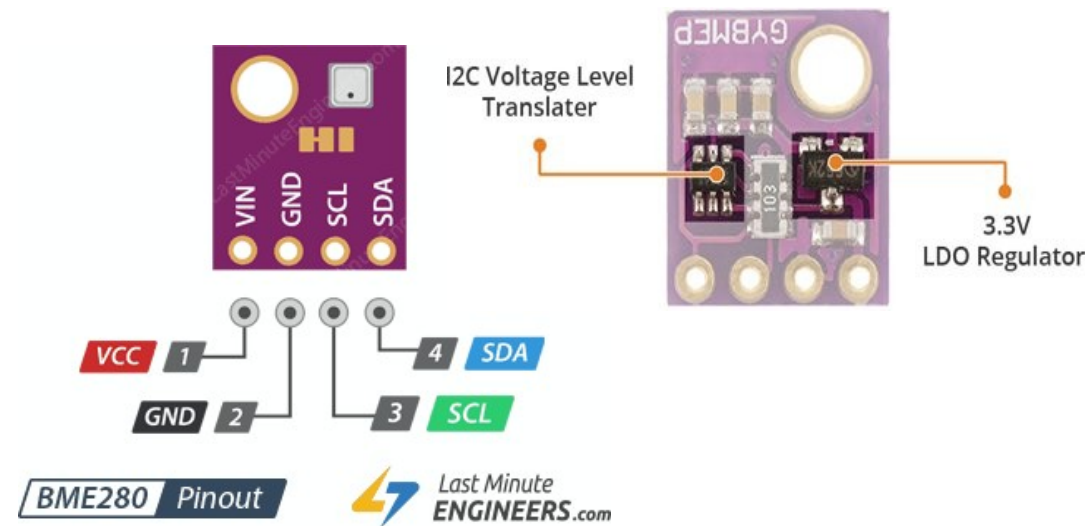 VIN
GND
SCL
SDA
VCC 1
GND 2
3 SCL
4 SDA
BME280 Pinout
Last Minute
ENGINEERS.com
GYBMEP
I2C Voltage Level
Translater
103
662K
3.3V
LDO Regulator